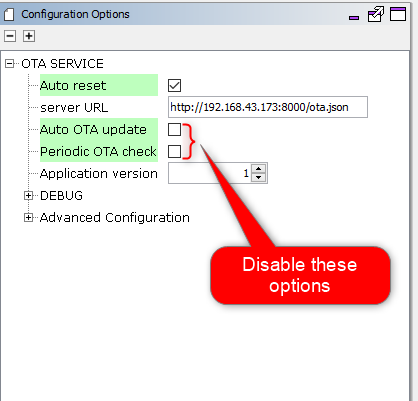 Configuration Options
OTA SERVICE
Auto reset
server URL http://192.168.43.173:8000/ota.json
Auto OTA update
Periodic OTA check
Application version 1
DEBUG
Advanced Configuration
Disable these
options